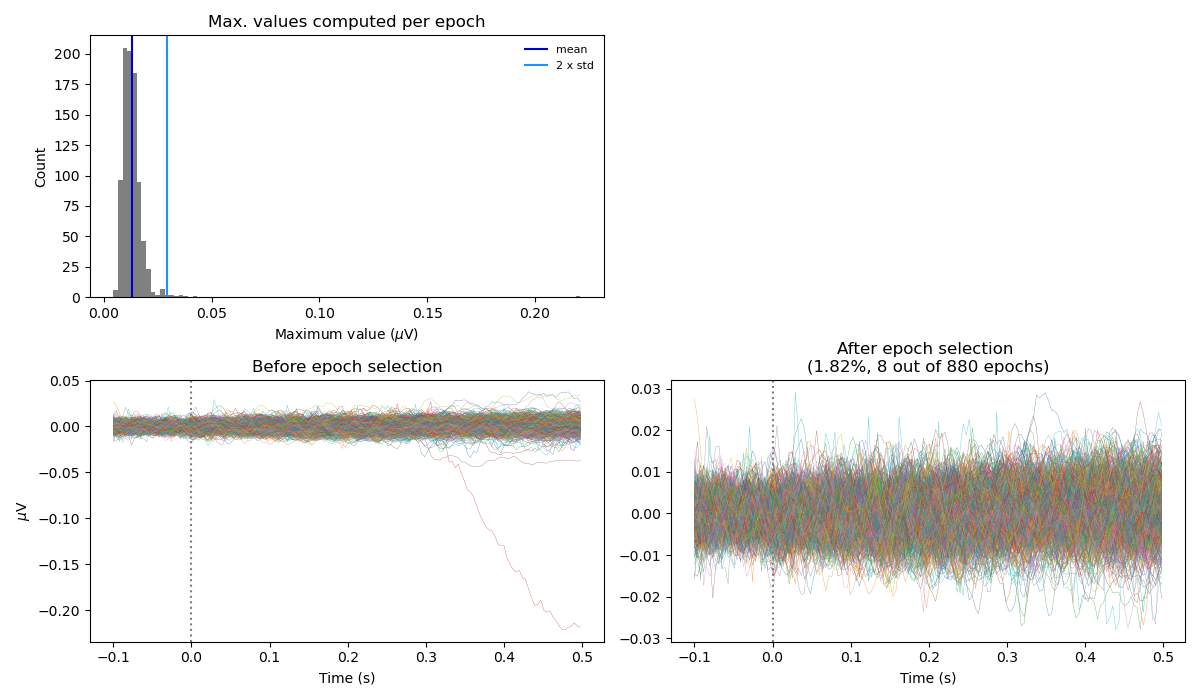 Max. values computed per epoch
200
175
150
125
100
75
50
25
0
Count
mean
2 x std
0.00 0.05 0.10 0.15 0.20
Maximum value (μV)
Before epoch selection
0.05
0.00
−0.05
−0.10
−0.15
−0.20
μV
−0.1 0.0 0.1 0.2 0.3 0.4 0.5
Time (s)
After epoch selection
(1.82%, 8 out of 880 epochs)
0.03
0.02
0.01
0.00
−0.01
−0.02
−0.03
−0.1 0.0 0.1 0.2 0.3 0.4 0.5
Time (s)